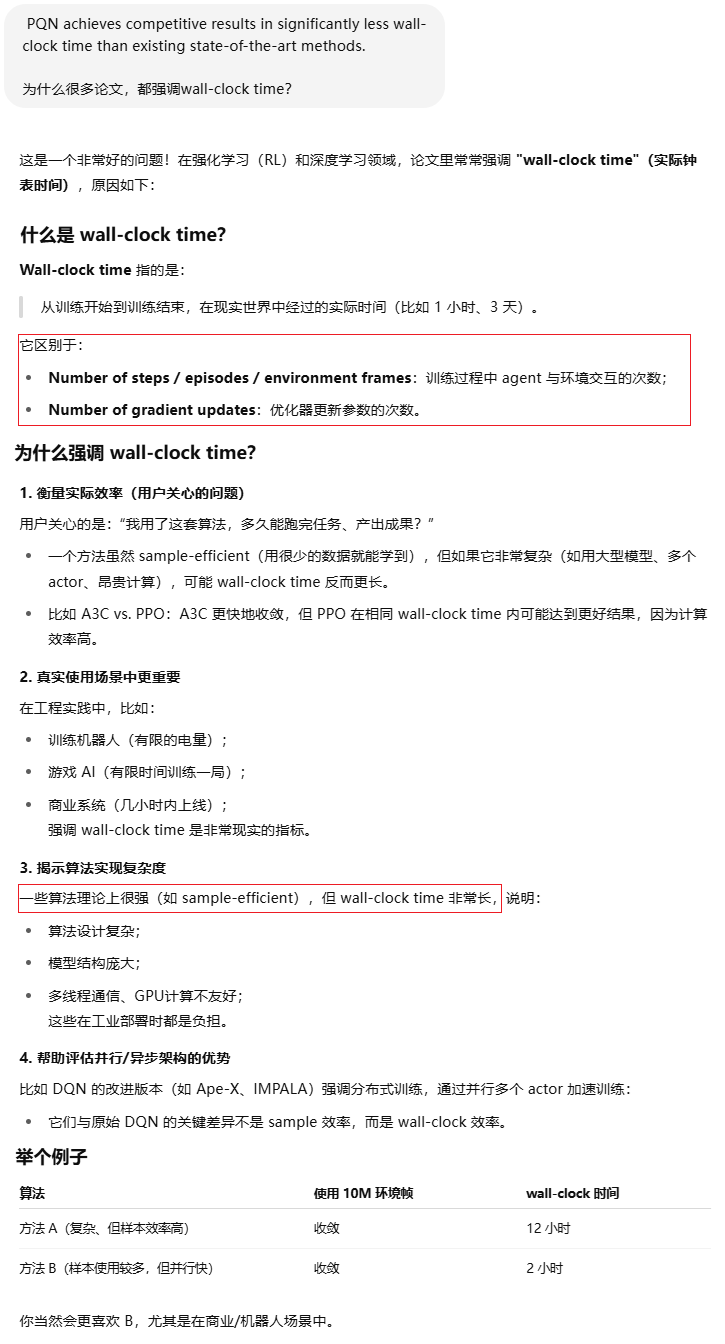 PQN achieves competitive results in significantly less wall-
clock time than existing state-of-the-art methods.
为什么很多论文，都强调wall-clock time?
这是一个非常好的问题！在强化学习（RL）和深度学习领域，论文里常常强调 "wall-clock time"（实际钟
表时间），原因如下：
什么是 wall-clock time?
Wall-clock time 指的是：
从训练开始到训练结束，在现实世界中经过的实际时间（比如 1 小时、3 天）。
它区别于：
• Number of steps / episodes / environment frames：训练过程中 agent 与环境交互的次数；
• Number of gradient updates：优化器更新参数的次数。
为什么强调 wall-clock time?
1. 衡量实际效率（用户关心的问题）
用户关心的是：“我用了这套算法，多久能跑完任务、产出成果？”
• 一个方法虽然 sample-efficient（用很少的数据就能学到），但如果它非常复杂（如用大型模型、多个
actor、昂贵计算），可能 wall-clock time 反而更长。
• 比如 A3C vs. PPO：A3C 更快地收敛，但 PPO 在相同 wall-clock time 内可能达到更好结果，因为计算
效率高。
2. 真实使用场景中更重要
在工程实践中，比如：
• 训练机器人（有限的电量）；
• 游戏 AI（有限时间训练一局）；
• 商业系统（几小时内上线）；
强调 wall-clock time 是非常现实的指标。
3. 揭示算法实现复杂度
一些算法理论上很强（如 sample-efficient），但 wall-clock time 非常长，说明：
• 算法设计复杂；
• 模型结构庞大；
• 多线程通信、GPU计算不友好；
这些在工业部署时都是负担。
4. 帮助评估并行/异步架构的优势
比如 DQN 的改进版本（如 Ape-X、IMPALA）强调分布式训练，通过并行多个 actor 加速训练：
• 它们与原始 DQN 的关键差异不是 sample 效率，而是 wall-clock 效率。
举个例子
算法 使用 10M 环境帧 wall-clock 时间
方法 A（复杂、但样本效率高） 收敛 12 小时
方法 B（样本使用较多，但并行快） 收敛 2 小时
你当然会更喜欢 B，尤其是在商业/机器人场景中。